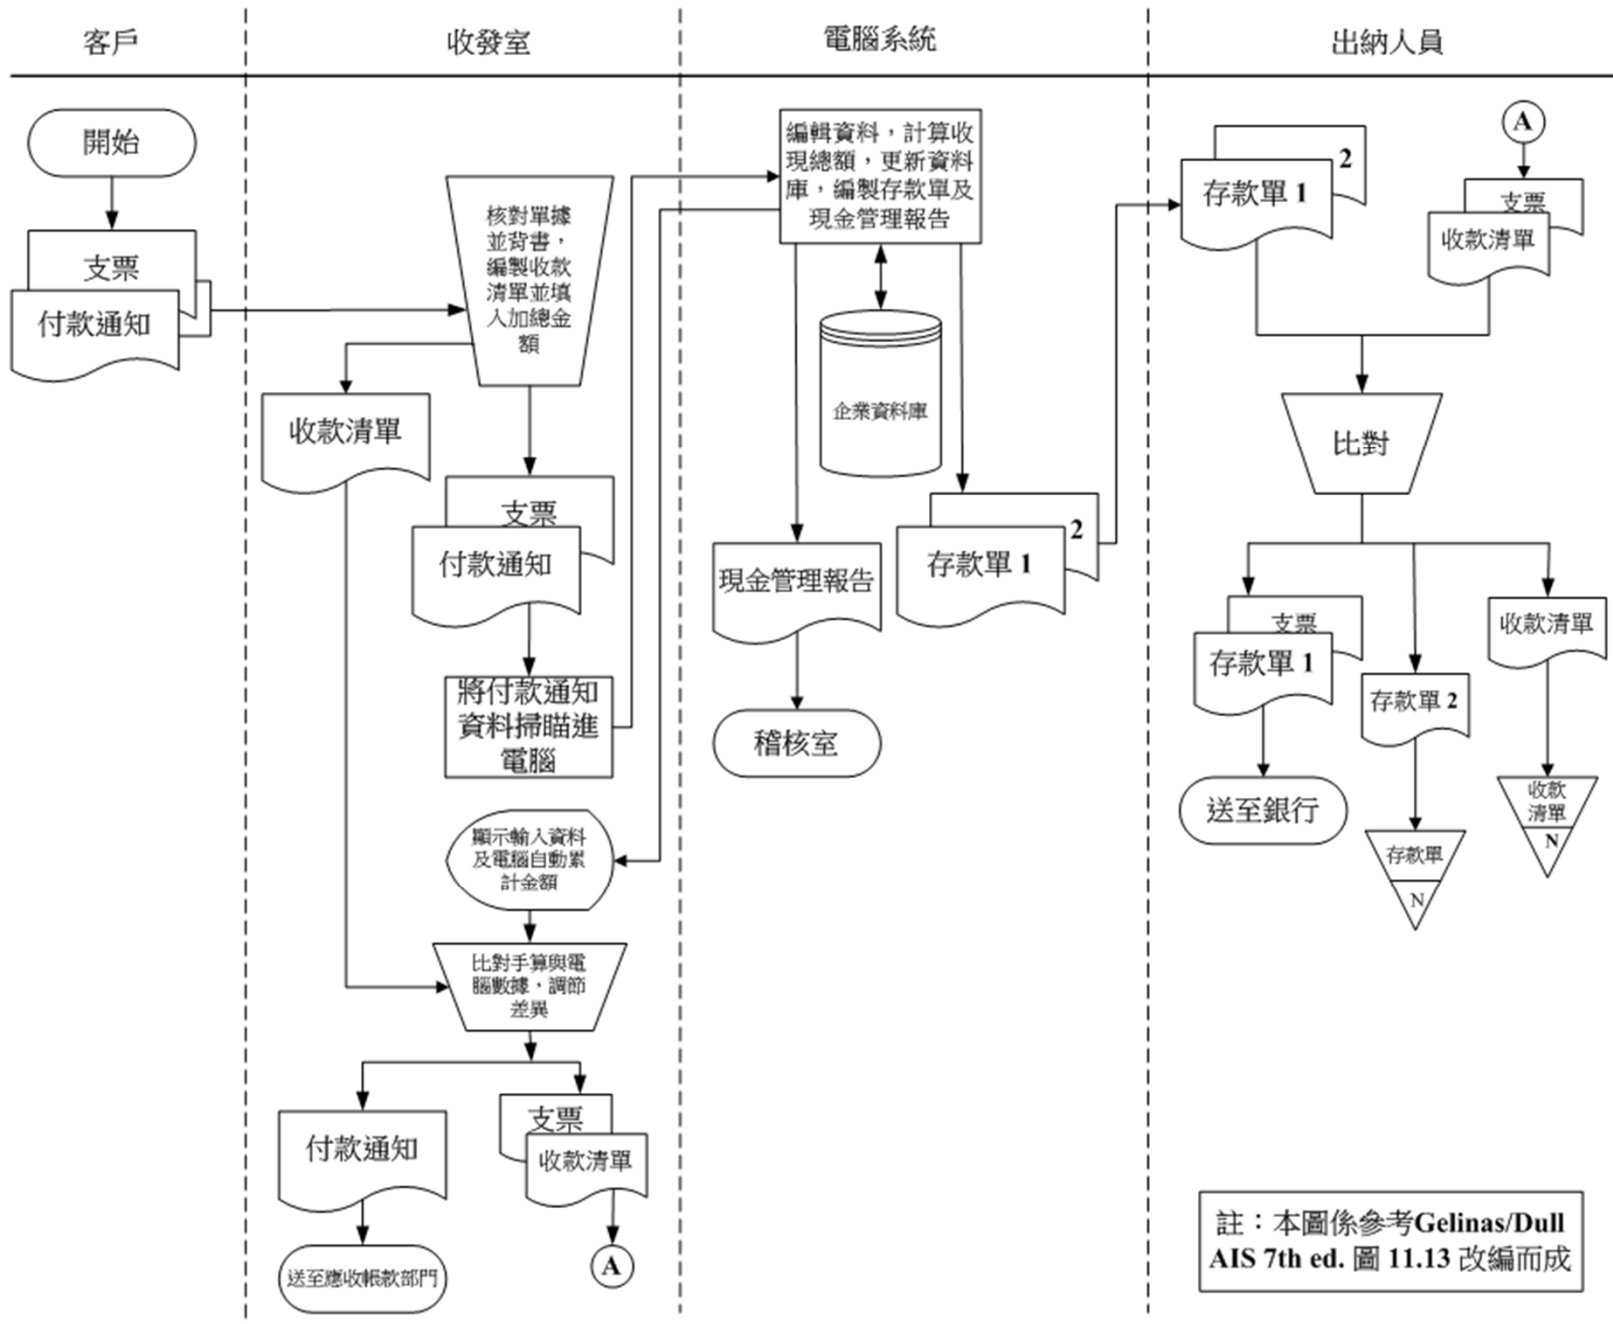 客戶
收發室
電腦系統
出納人員
開始
支票
付款通知
核對單據
並背書，
編製收款
清單並填
入加總金
額
收款清單
支票
付款通知
將付款通知
資料掃瞄進
電腦
顯示輸入資料
及電腦自動累
計金額
比對手算與電
腦數據，調節
差異
付款通知
送至應收帳款部門
支票
收款清單
A
編輯資料，計算收
現總額，更新資料
庫，編製存款單及
現金管理報告
企業資料庫
現金管理報告
稽核室
2
存款單 1
2
存款單 1
A
支票
收款清單
比對
支票
存款單 1
送至銀行
存款單 2
存款單
N
收款清單
收款
清單
N
註：本圖係參考Gelinas/Dull
AIS 7th ed. 圖 11.13 改編而成